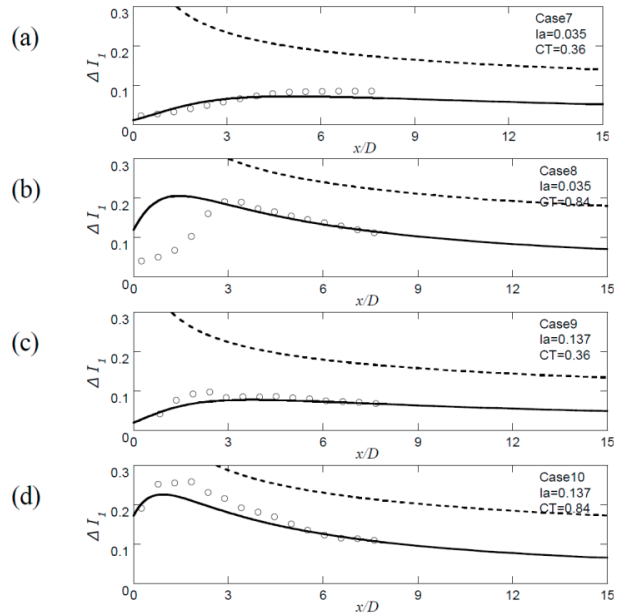 (a)
0.3
0.2
0.1
0
Δ I₁
Case7
Ia=0.035
CT=0.36
0 3 6 9 12 15
x/D
(b)
0.3
0.2
0.1
0
Δ I₁
Case8
Ia=0.035
CT=0.84
0 3 6 9 12 15
x/D
(c)
0.3
0.2
0.1
0
Δ I₁
Case9
Ia=0.137
CT=0.36
0 3 6 9 12 15
x/D
(d)
0.3
0.2
0.1
0
Δ I₁
Case10
Ia=0.137
CT=0.84
0 3 6 9 12 15
x/D